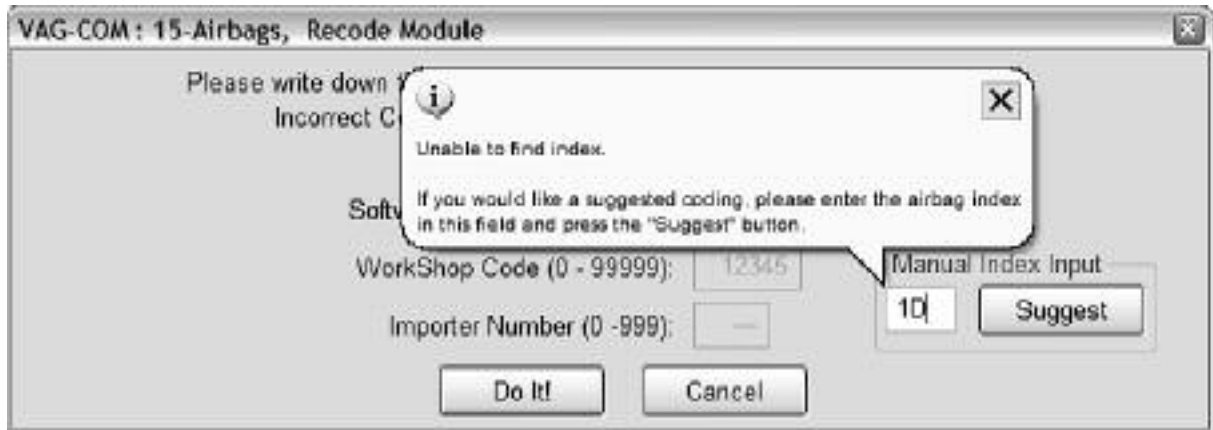 VAG-COM : 15-Airbags, Recode Module
Please write down
Incorrect
Unable to find index.
If you would like a suggested coding, please enter the airbag index
in this field and press the "Suggest" button.
WorkShop Code (0 - 99999): 12345
Manual Index Input
1D Suggest
Importer Number (0 -999): ---
Do It! Cancel